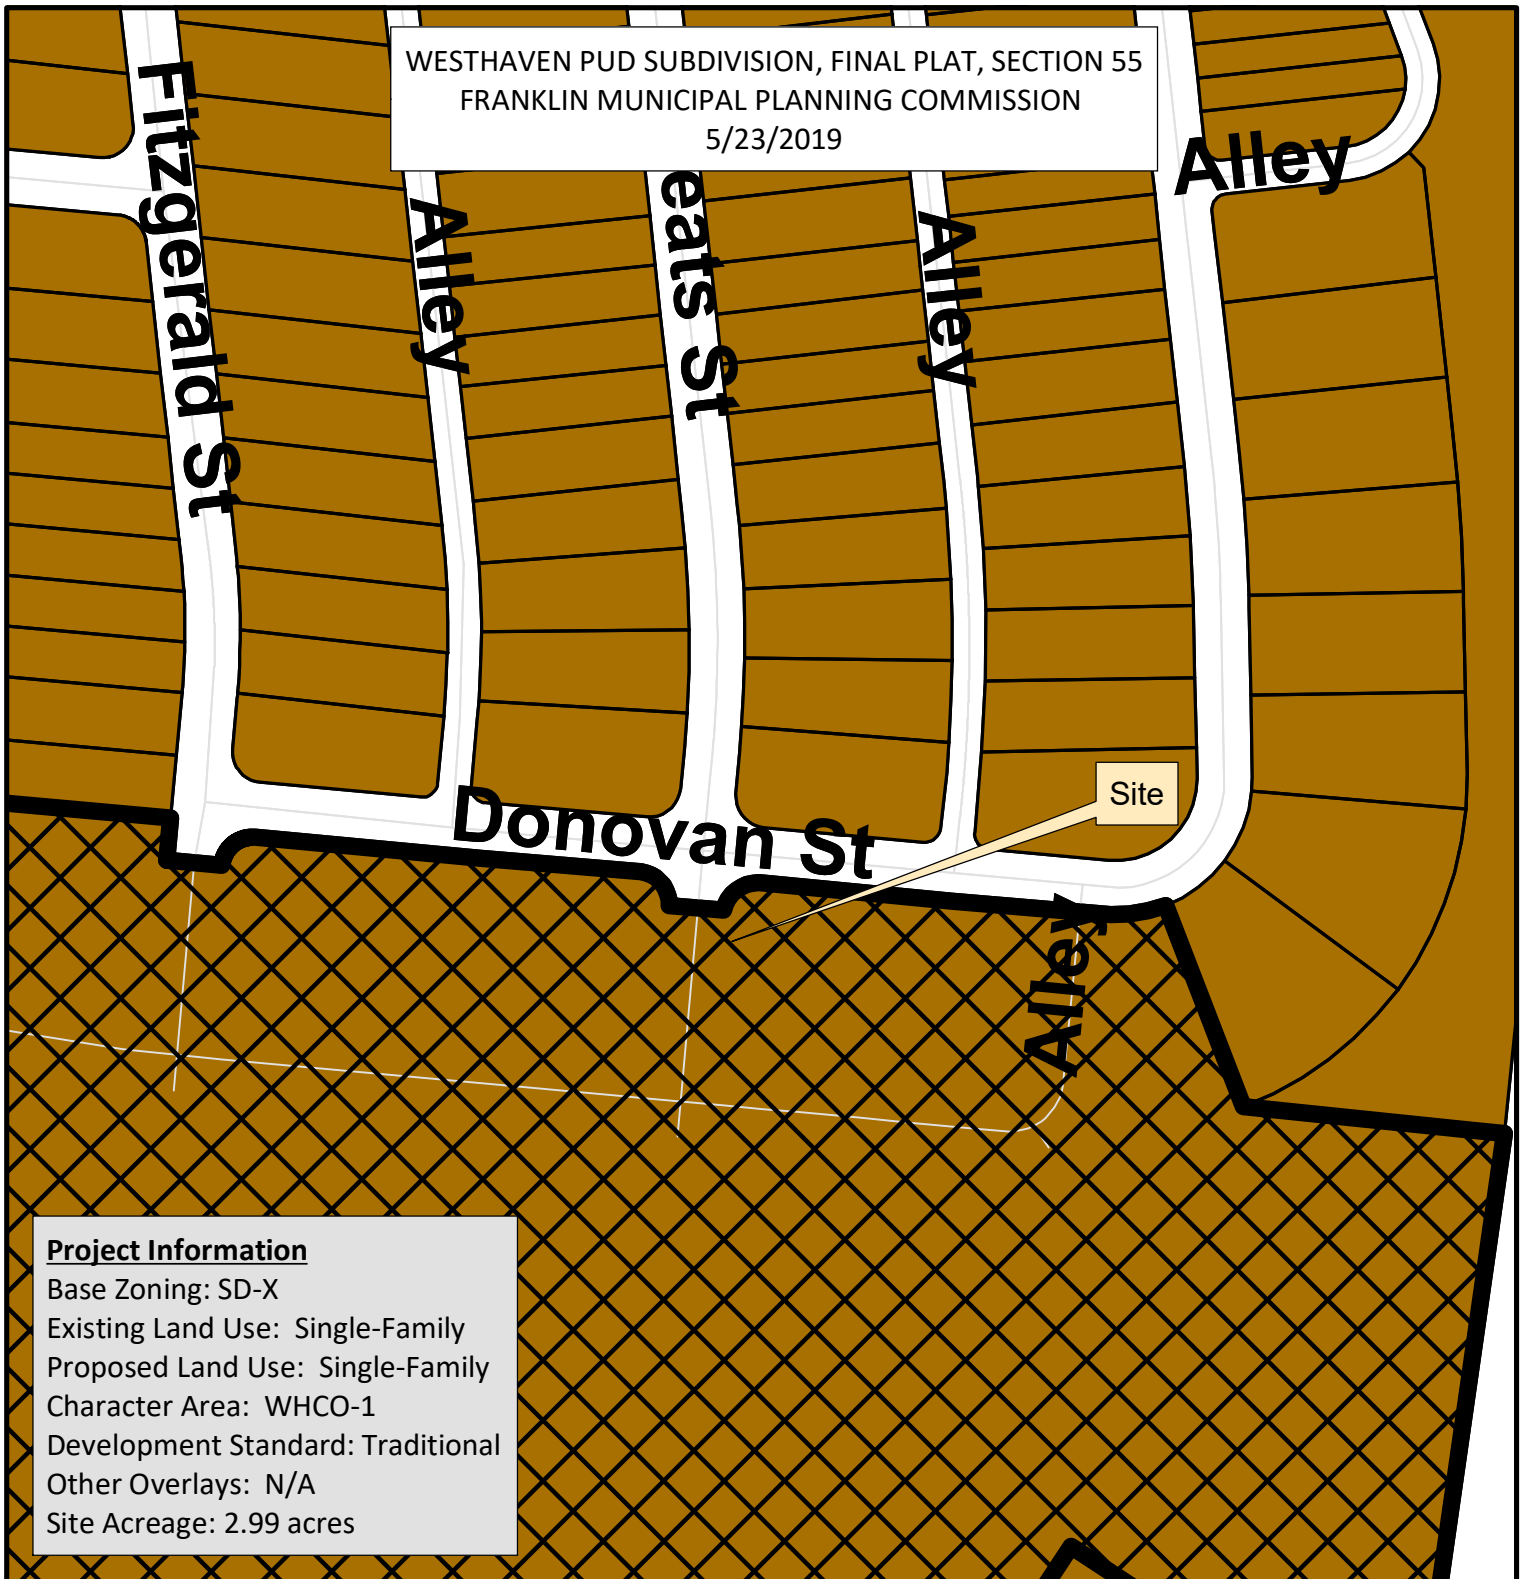 WESTHAVEN PUD SUBDIVISION, FINAL PLAT, SECTION 55
FRANKLIN MUNICIPAL PLANNING COMMISSION
5/23/2019
Fitzgerald St
Alley
eats St
Alley
Alley
Donovan St
Site
Alley
Project Information
Base Zoning: SD-X
Existing Land Use: Single-Family
Proposed Land Use: Single-Family
Character Area: WHCO-1
Development Standard: Traditional
Other Overlays: N/A
Site Acreage: 2.99 acres